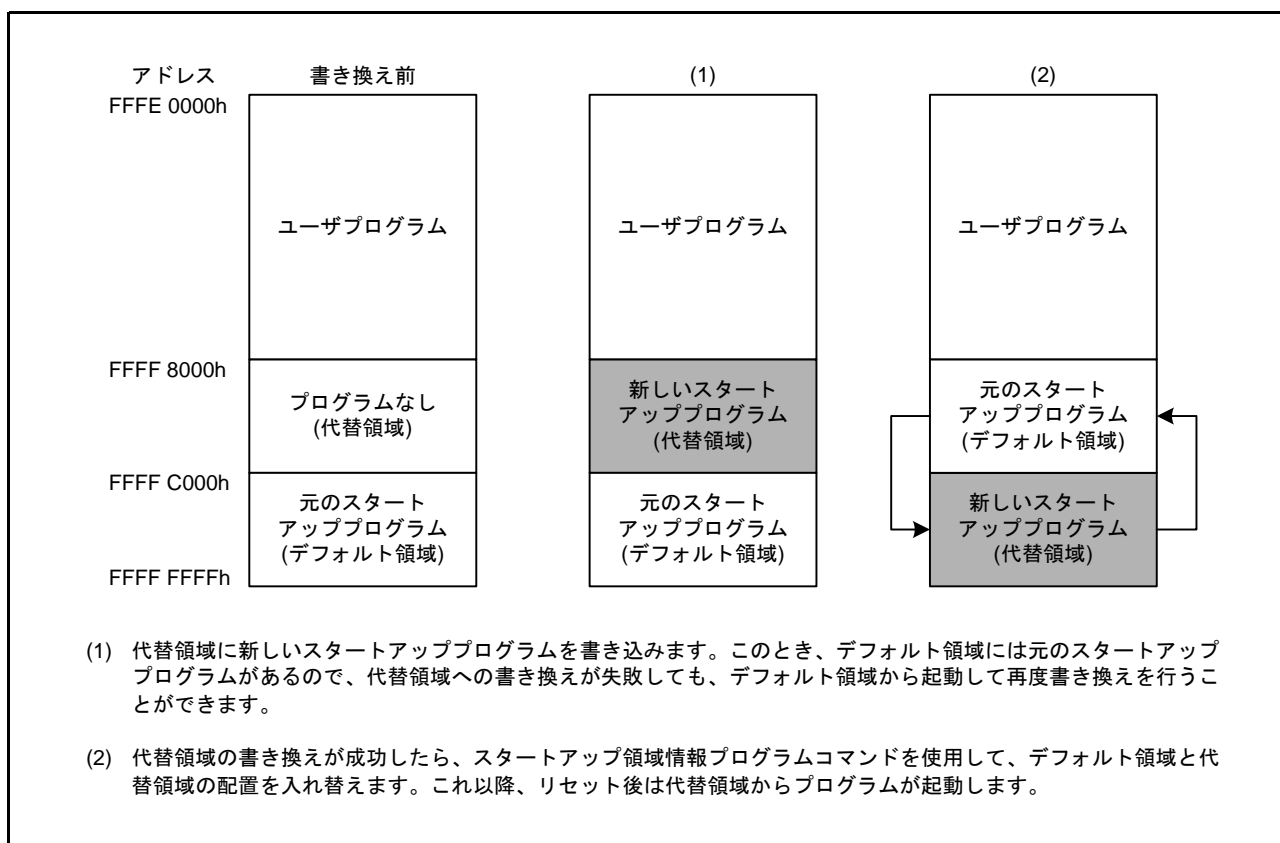 アドレス
書き換え前
(1)
(2)
FFFE 0000h
ユーザプログラム
ユーザプログラム
ユーザプログラム
FFFF 8000h
プログラムなし
(代替領域)
新しいスタート
アッププログラム
(代替領域)
元のスタート
アッププログラム
(デフォルト領域)
FFFF C000h
元のスタート
アッププログラム
(デフォルト領域)
元のスタート
アッププログラム
(デフォルト領域)
新しいスタート
アッププログラム
(代替領域)
FFFF FFFFh
(1) 代替領域に新しいスタートアッププログラムを書き込みます。このとき、デフォルト領域には元のスタートアップ
プログラムがあるので、代替領域への書き換えが失敗しても、デフォルト領域から起動して再度書き換えを行うこ
とができます。
(2) 代替領域の書き換えが成功したら、スタートアップ領域情報プログラムコマンドを使用して、デフォルト領域と代
替領域の配置を入れ替えます。これ以降、リセット後は代替領域からプログラムが起動します。